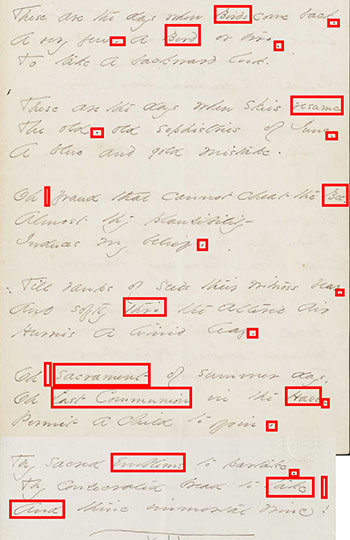 These are the days when Birds come back -
A very few - a Bird or two -
To take a backward look.
These are the days when skies resume
The old - old sophistries of June -
A blue and gold mistake.
Oh fraud that cannot cheat the Bee.
Almost thy plausibility
Induces my belief -
Till ranks of seeds their witness bear -
And softly thro' the altered air
Hurries a timid leaf -
Oh Sacrament of summer days,
Oh Last Communion in the Haze -
Permit a child to join -
Thy sacred emblems to partake -
Thy consecrated bread to take
And thine immortal wine!